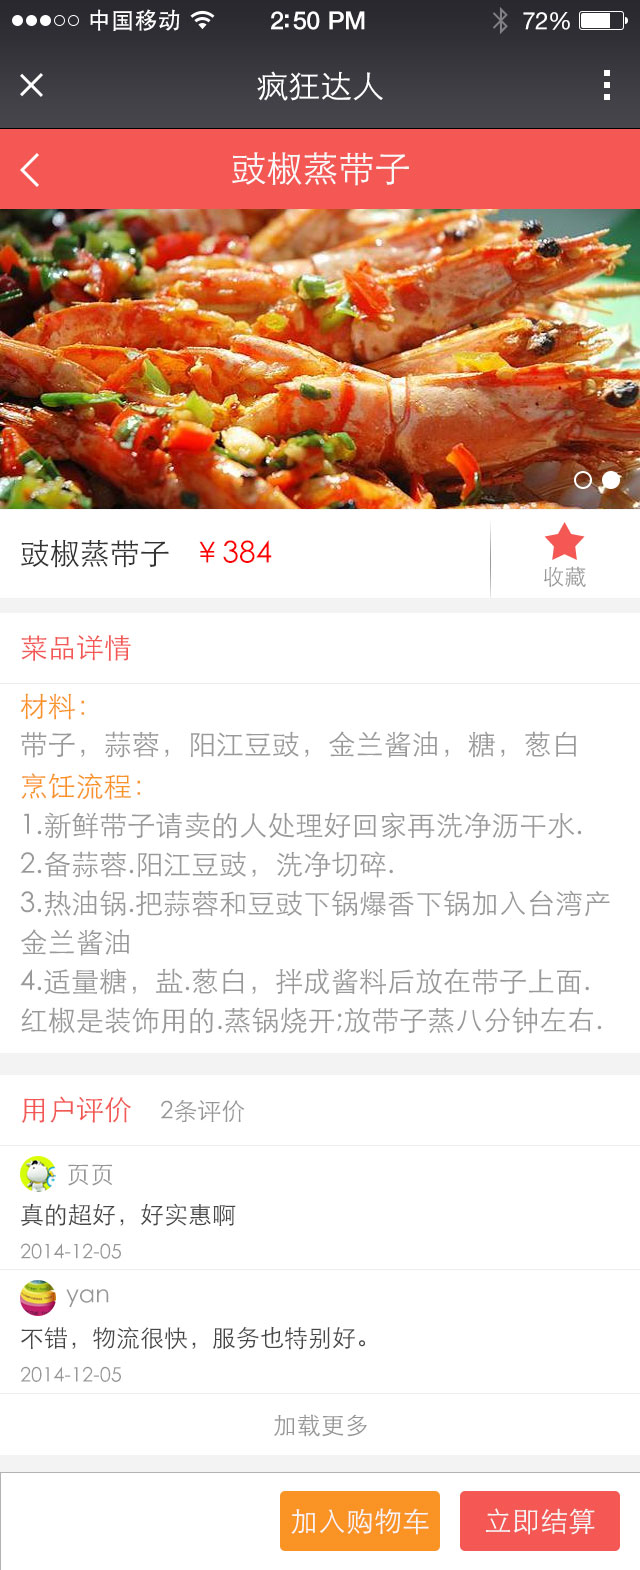 中国移动 2:50 PM 72%
疯狂达人
豉椒蒸带子
豉椒蒸带子 ￥384
收藏
菜品详情
材料：
带子，蒜蓉，阳江豆豉，金兰酱油，糖，葱白
烹饪流程：
1.新鲜带子请卖的人处理好回家再洗净沥干水.
2.备蒜蓉.阳江豆豉，洗净切碎.
3.热油锅.把蒜蓉和豆豉下锅爆香下锅加入台湾产
金兰酱油
4.适量糖，盐.葱白，拌成酱料后放在带子上面.
红椒是装饰用的.蒸锅烧开;放带子蒸八分钟左右.
用户评价 2条评价
页页
真的超好，好实惠啊
2014-12-05
yan
不错，物流很快，服务也特别好。
2014-12-05
加载更多
加入购物车 立即结算